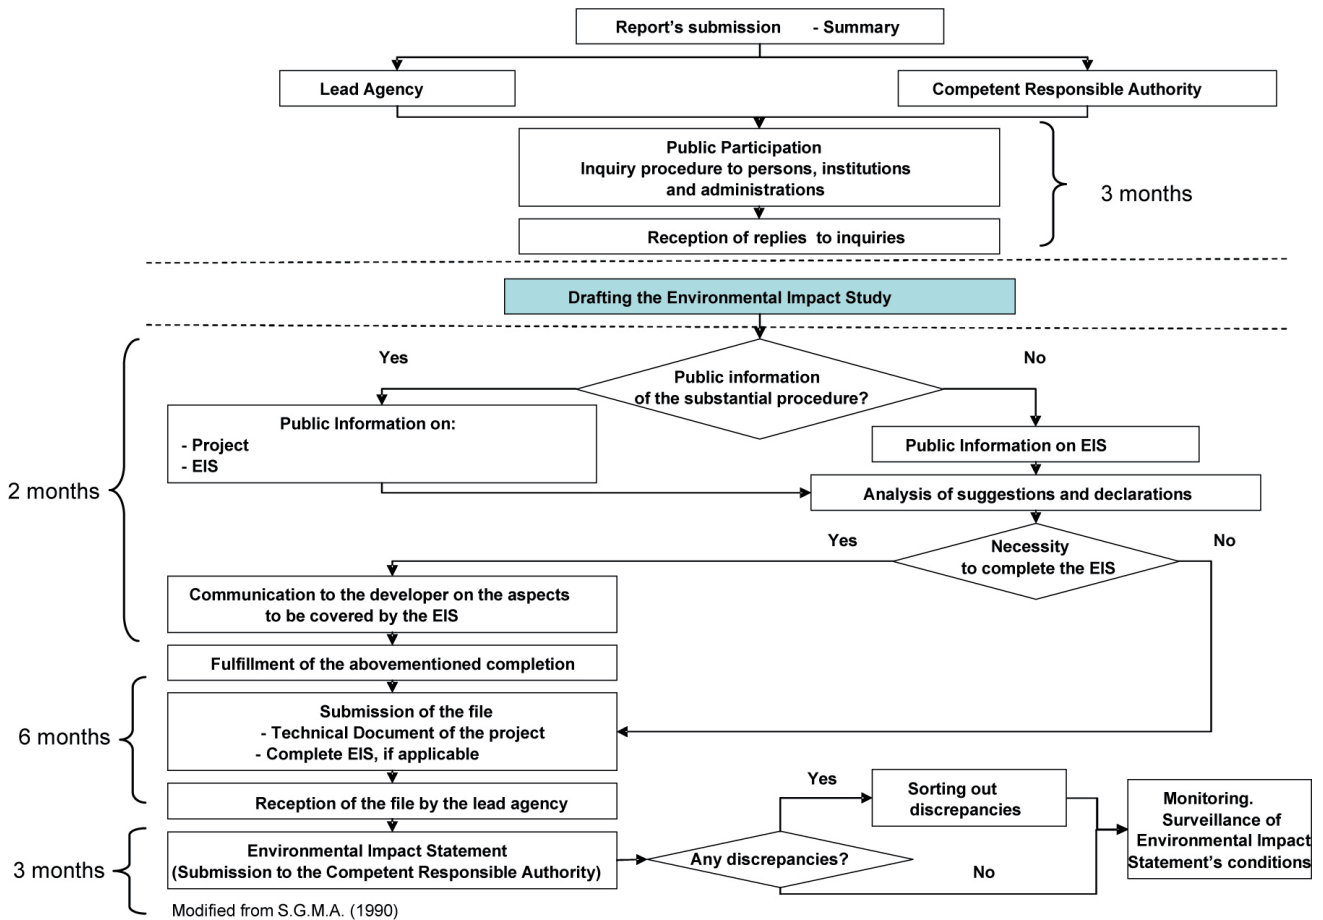 Report's submission - Summary
Lead Agency
Competent Responsible Authority
Public Participation
Inquiry procedure to persons, institutions
and administrations
3 months
Reception of replies to inquiries
Drafting the Environmental Impact Study
Yes
No
Public information
of the substantial procedure?
Public Information on:
- Project
- EIS
Public Information on EIS
2 months
Analysis of suggestions and declarations
Yes
No
Necessity
to complete the EIS
Communication to the developer on the aspects
to be covered by the EIS
Fulfillment of the abovementioned completion
6 months
Submission of the file
- Technical Document of the project
- Complete EIS, if applicable
Reception of the file by the lead agency
Yes
Sorting out
discrepancies
Monitoring.
Surveillance of
Environmental Impact
Statement's conditions
3 months
Environmental Impact Statement
(Submission to the Competent Responsible Authority)
Any discrepancies?
No
Modified from S.G.M.A. (1990)